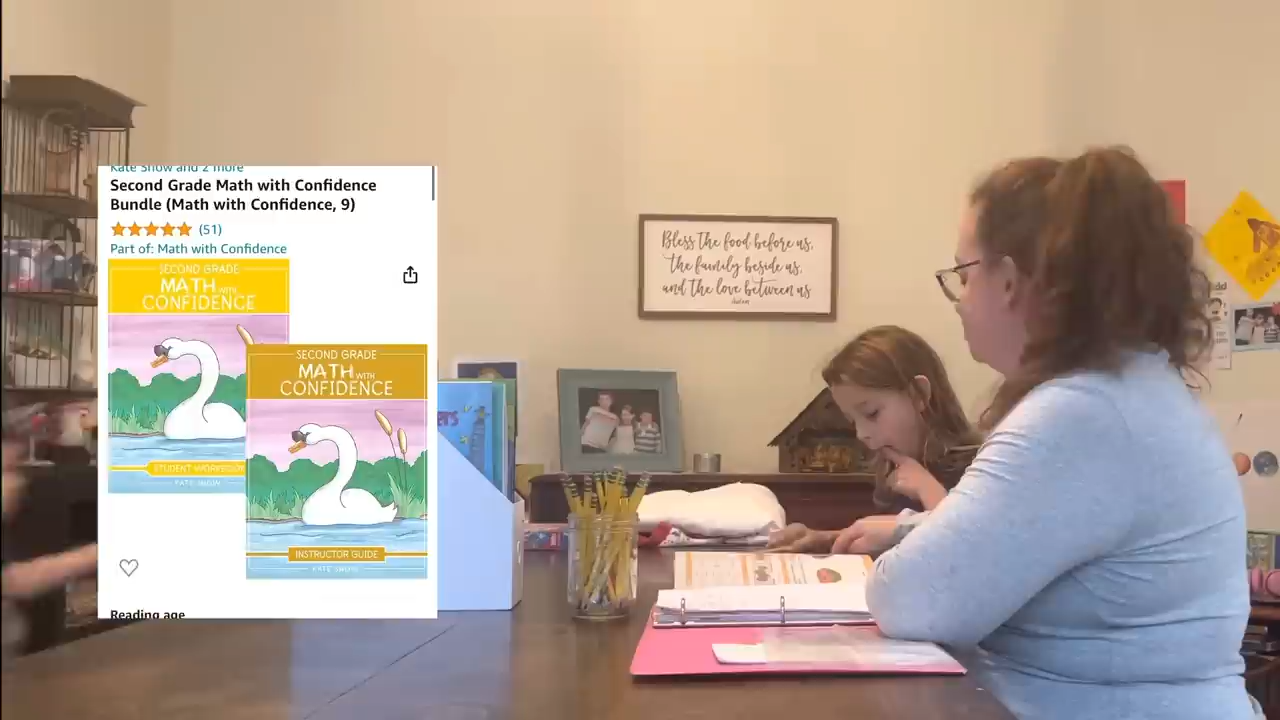 Kate Snow and 2 more
Second Grade Math with Confidence
Bundle (Math with Confidence, 9)
(51)
Part of: Math with Confidence
SECOND GRADE
MATH WITH
CONFIDENCE
STUDENT WORKBOOK
KATE SNOW
SECOND GRADE
MATH WITH
CONFIDENCE
INSTRUCTOR GUIDE
KATE SNOW
Reading age
Bless the food before us,
the family beside us,
and the love between us